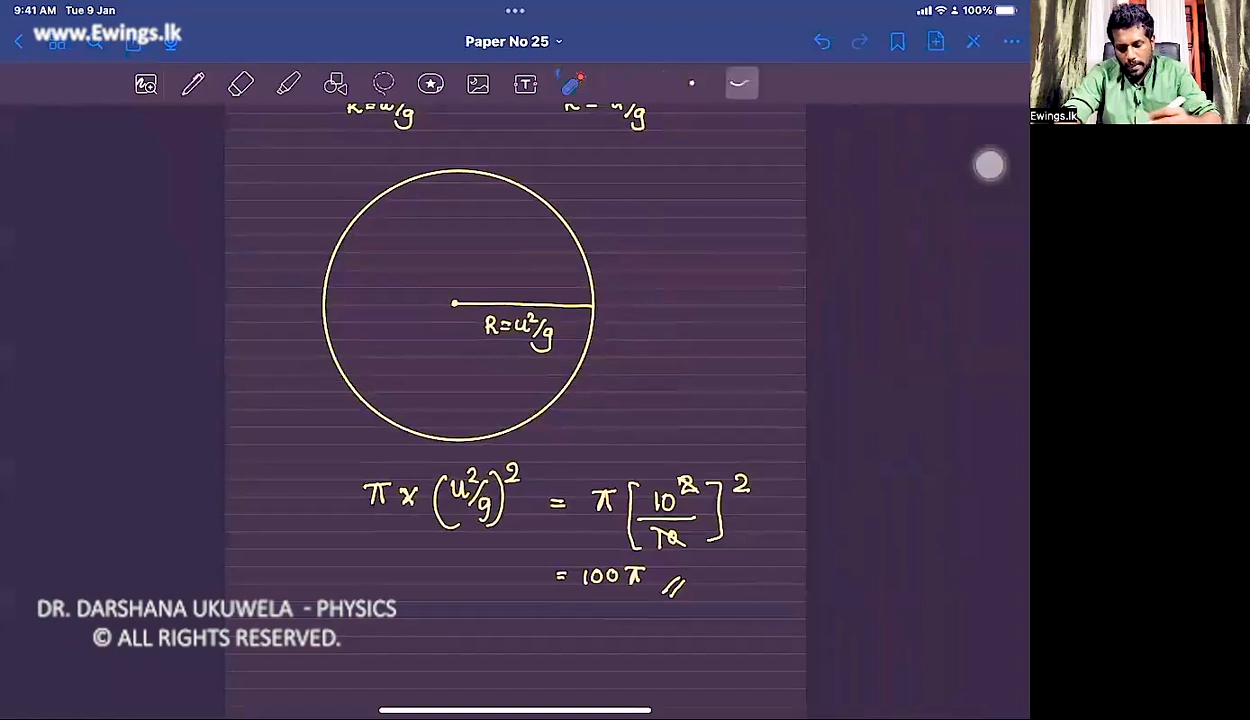 9:41 AM Tue 9 Jan
100%
www.Ewings.lk
Paper No 25
Ewings.lk
R = u²/g
π × (u²/g)² = π [10²/10]²
= 100 π //
DR. DARSHANA UKUWELA - PHYSICS
© ALL RIGHTS RESERVED.